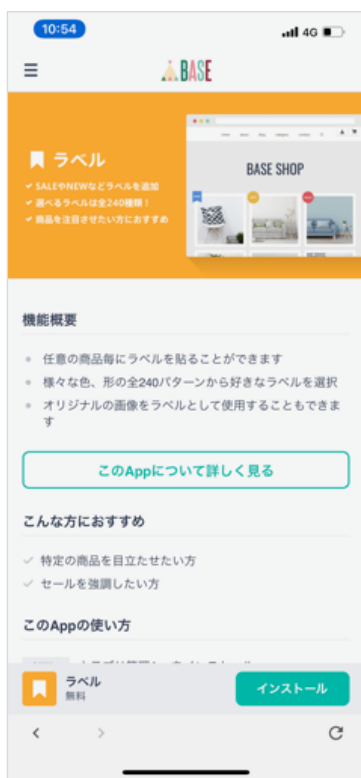 10:54
4G
BASE
ラベル
SALEやNEWなどラベルを追加
選べるラベルは全240種類！
商品を注目させたい方におすすめ
BASE SHOP
機能概要
任意の商品毎にラベルを貼ることができます
様々な色、形の全240パターンから好きなラベルを選択
オリジナルの画像をラベルとして使用することもできま
す
このAppについて詳しく見る
こんな方におすすめ
特定の商品を目立たせたい方
セールを強調したい方
このAppの使い方
ラベル
無料
インストール